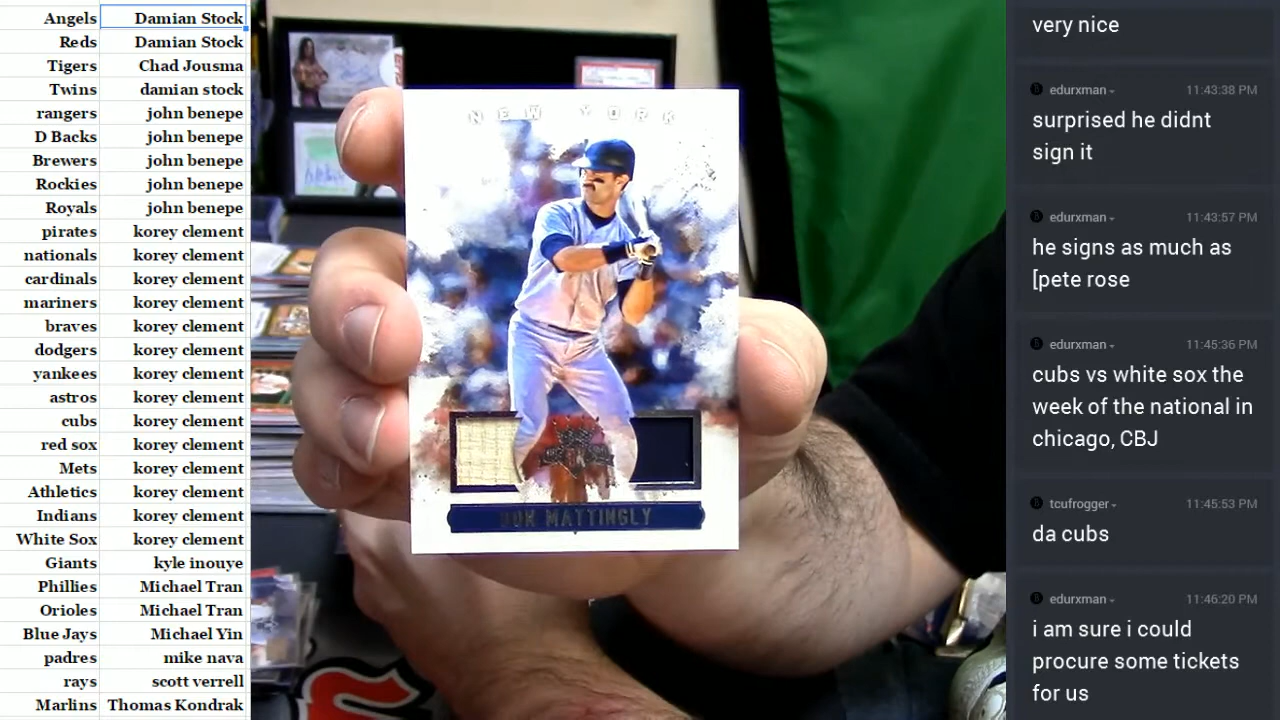 Angels Damian Stock
Reds Damian Stock
Tigers Chad Jousma
Twins damian stock
rangers john benepe
D Backs john benepe
Brewers john benepe
Rockies john benepe
Royals john benepe
pirates korey clement
nationals korey clement
cardinals korey clement
mariners korey clement
braves korey clement
dodgers korey clement
yankees korey clement
astros korey clement
cubs korey clement
red sox korey clement
Mets korey clement
Athletics korey clement
Indians korey clement
White Sox korey clement
Giants kyle inouye
Phillies Michael Tran
Orioles Michael Tran
Blue Jays Michael Yin
padres mike nava
rays scott verrell
Marlins Thomas Kondrak
NEW YORK
DON MATTINGLY
very nice
edurxman 11:43:38 PM
surprised he didnt
sign it
edurxman 11:43:57 PM
he signs as much as
[pete rose
edurxman 11:45:36 PM
cubs vs white sox the
week of the national in
chicago, CBJ
tcufrogger 11:45:53 PM
da cubs
edurxman 11:46:20 PM
i am sure i could
procure some tickets
for us